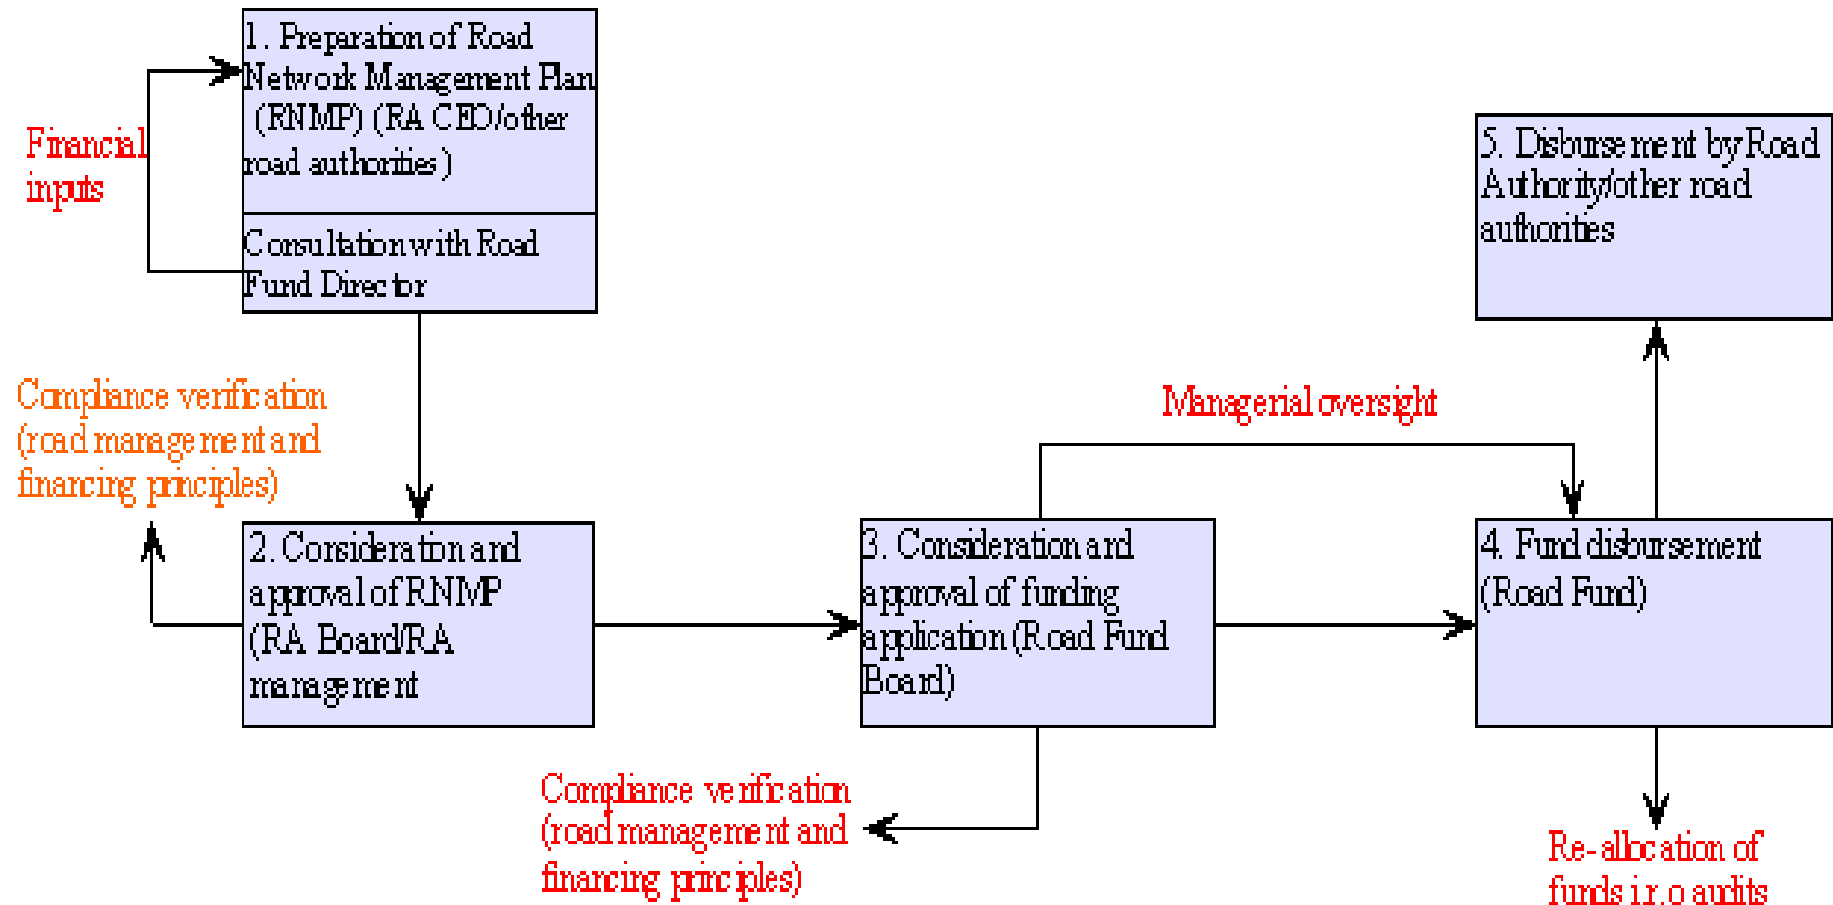 1. Preparation of Road
Network Management Plan
(RNMP) (RA CEO/other
road authorities)
Consultation with Road
Fund Director
Financial
inputs
Compliance verification
(road management and
financing principles)
2. Consideration and
approval of RNMP
(RA Board/RA
management
3. Consideration and
approval of funding
application (Road Fund
Board)
Compliance verification
(road management and
financing principles)
Managerial oversight
4. Fund disbursement
(Road Fund)
5. Disbursement by Road
Authority/other road
authorities
Re-allocation of
funds i.r.o audits